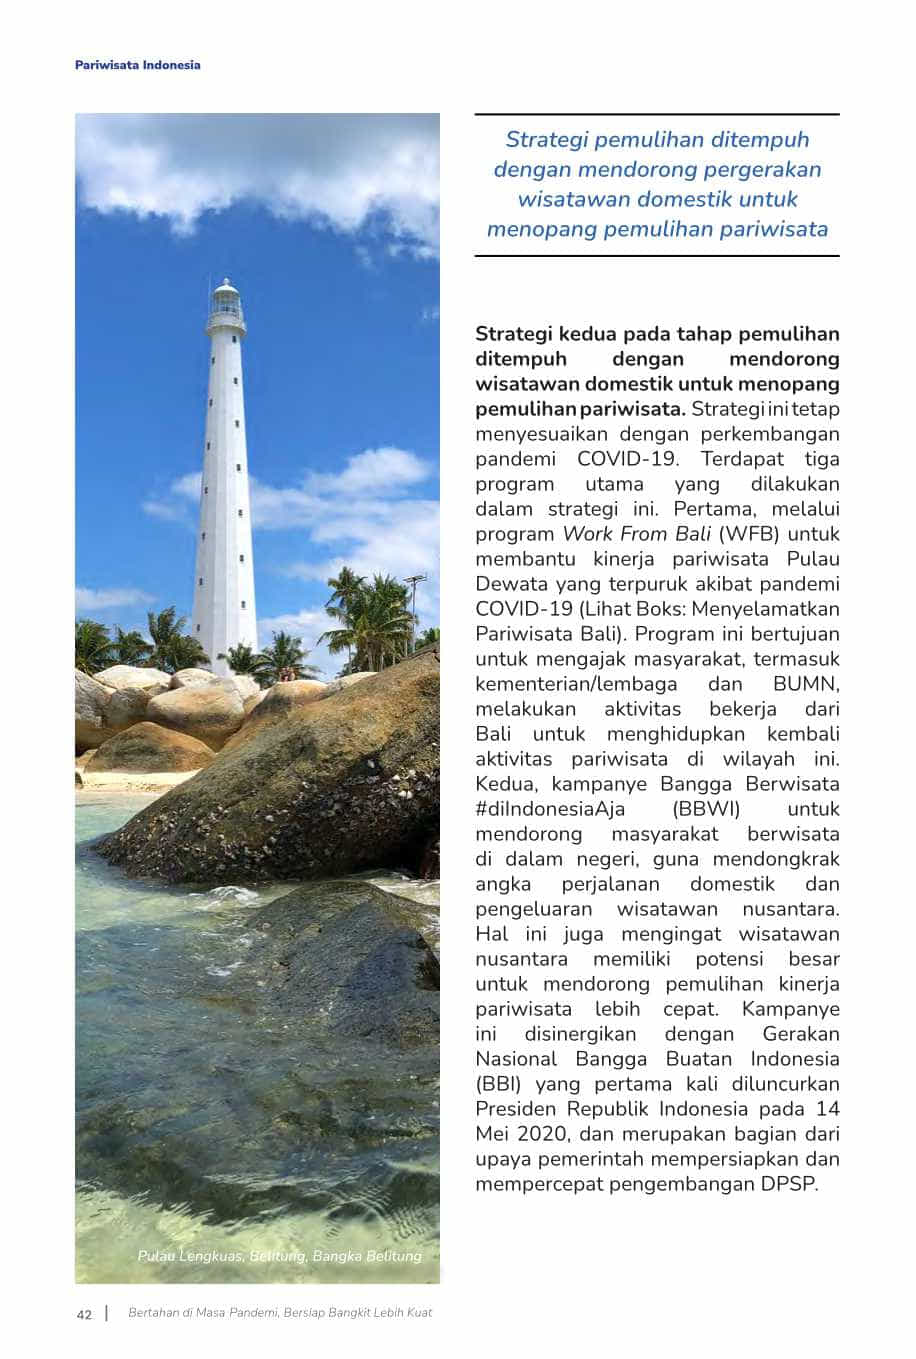 Pariwisata Indonesia
Strategi pemulihan ditempuh
dengan mendorong pergerakan
wisatawan domestik untuk
menopang pemulihan pariwisata
Strategi kedua pada tahap pemulihan
ditempuh dengan mendorong
wisatawan domestik untuk menopang
pemulihan pariwisata. Strategi ini tetap
menyesuaikan dengan perkembangan
pandemi COVID-19. Terdapat tiga
program utama yang dilakukan
dalam strategi ini. Pertama, melalui
program Work From Bali (WFB) untuk
membantu kinerja pariwisata Pulau
Dewata yang terpuruk akibat pandemi
COVID-19 (Lihat Boks: Menyelamatkan
Pariwisata Bali). Program ini bertujuan
untuk mengajak masyarakat, termasuk
kementerian/lembaga dan BUMN,
melakukan aktivitas bekerja dari
Bali untuk menghidupkan kembali
aktivitas pariwisata di wilayah ini.
Kedua, kampanye Bangga Berwisata
#diIndonesiaAja (BBWI) untuk
mendorong masyarakat berwisata
di dalam negeri, guna mendongkrak
angka perjalanan domestik dan
pengeluaran wisatawan nusantara.
Hal ini juga mengingat wisatawan
nusantara memiliki potensi besar
untuk mendorong pemulihan kinerja
pariwisata lebih cepat. Kampanye
ini disinergikan dengan Gerakan
Nasional Bangga Buatan Indonesia
(BBI) yang pertama kali diluncurkan
Presiden Republik Indonesia pada 14
Mei 2020, dan merupakan bagian dari
upaya pemerintah mempersiapkan dan
mempercepat pengembangan DPSP.
Pulau Lengkuas, Belitung, Bangka Belitung
42 | Bertahan di Masa Pandemi, Bersiap Bangkit Lebih Kuat